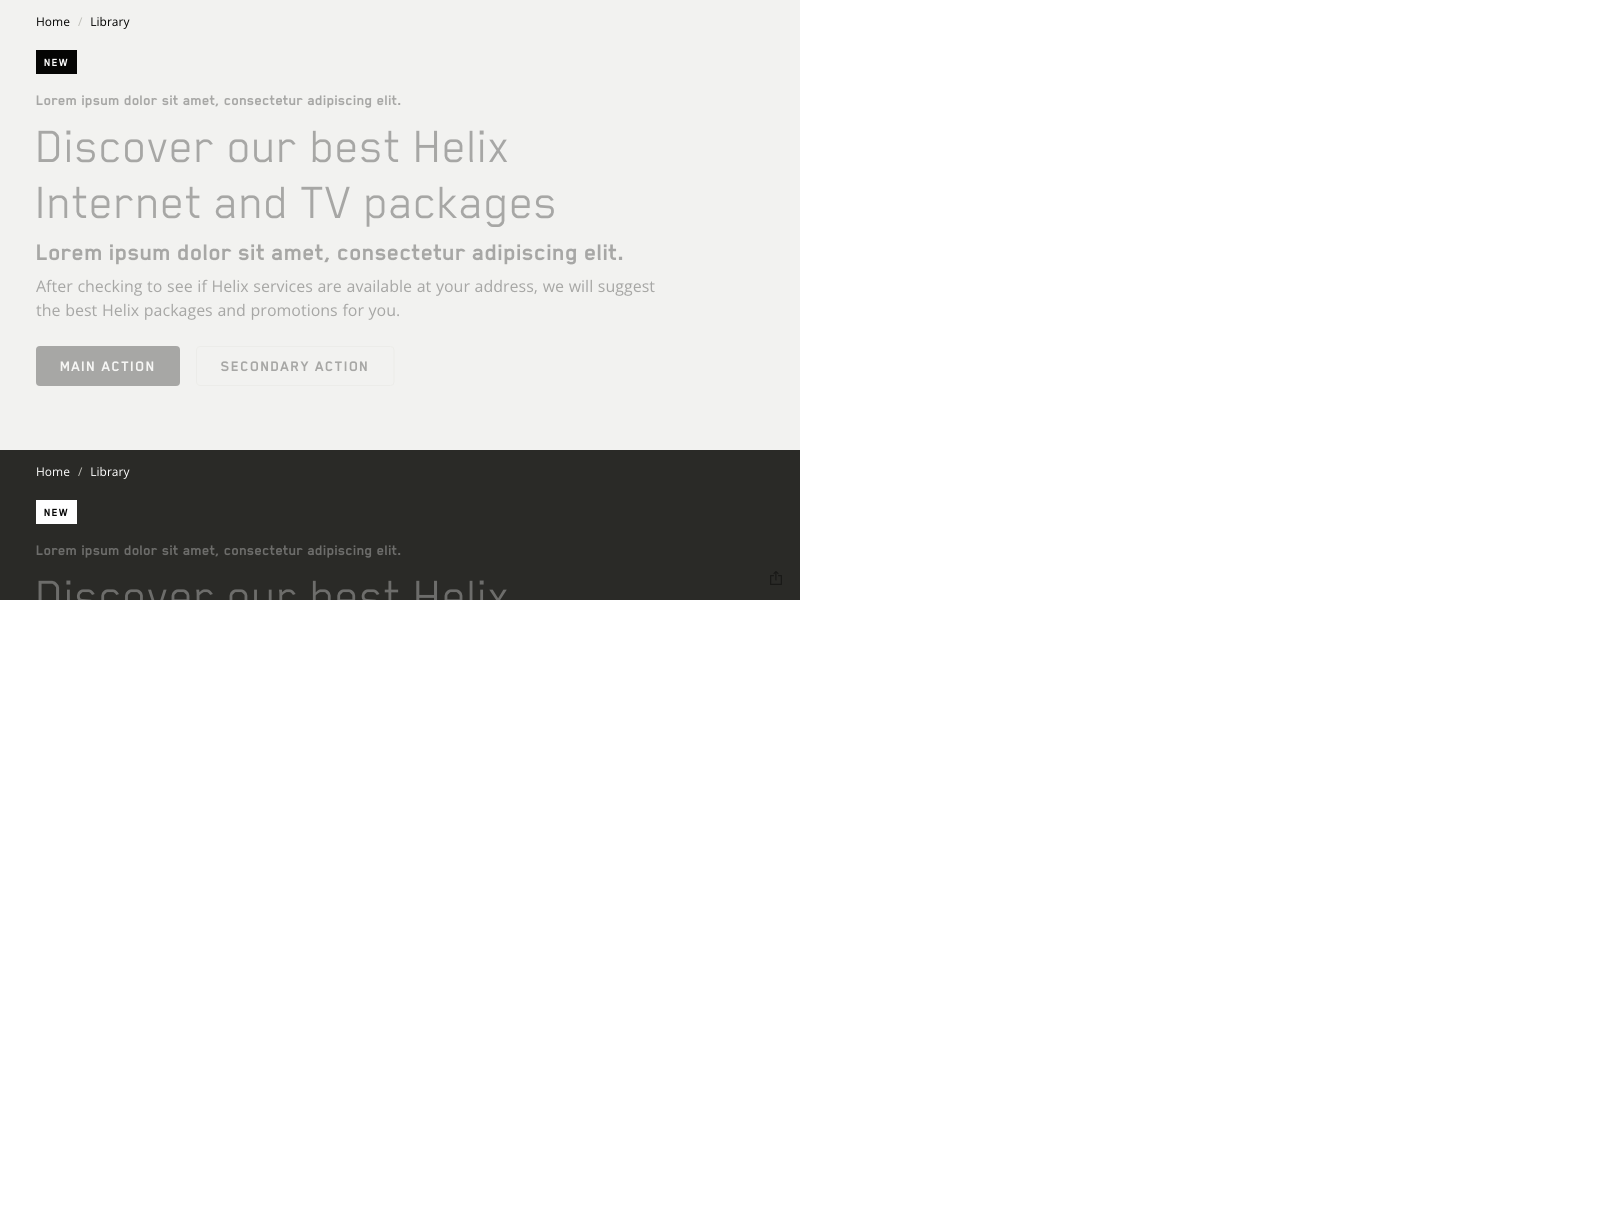 Home / Library
NEW
Lorem ipsum dolor sit amet, consectetur adipiscing elit.
Discover our best Helix
Internet and TV packages
Lorem ipsum dolor sit amet, consectetur adipiscing elit.
After checking to see if Helix services are available at your address, we will suggest
the best Helix packages and promotions for you.
MAIN ACTION SECONDARY ACTION
Home / Library
NEW
Lorem ipsum dolor sit amet, consectetur adipiscing elit.
Discover our best Helix